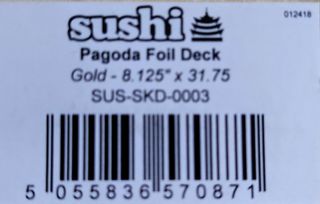 sushi
012418
Pagoda Foil Deck
Gold - 8.125" x 31.75
SUS-SKD-0003
5 055836 570871